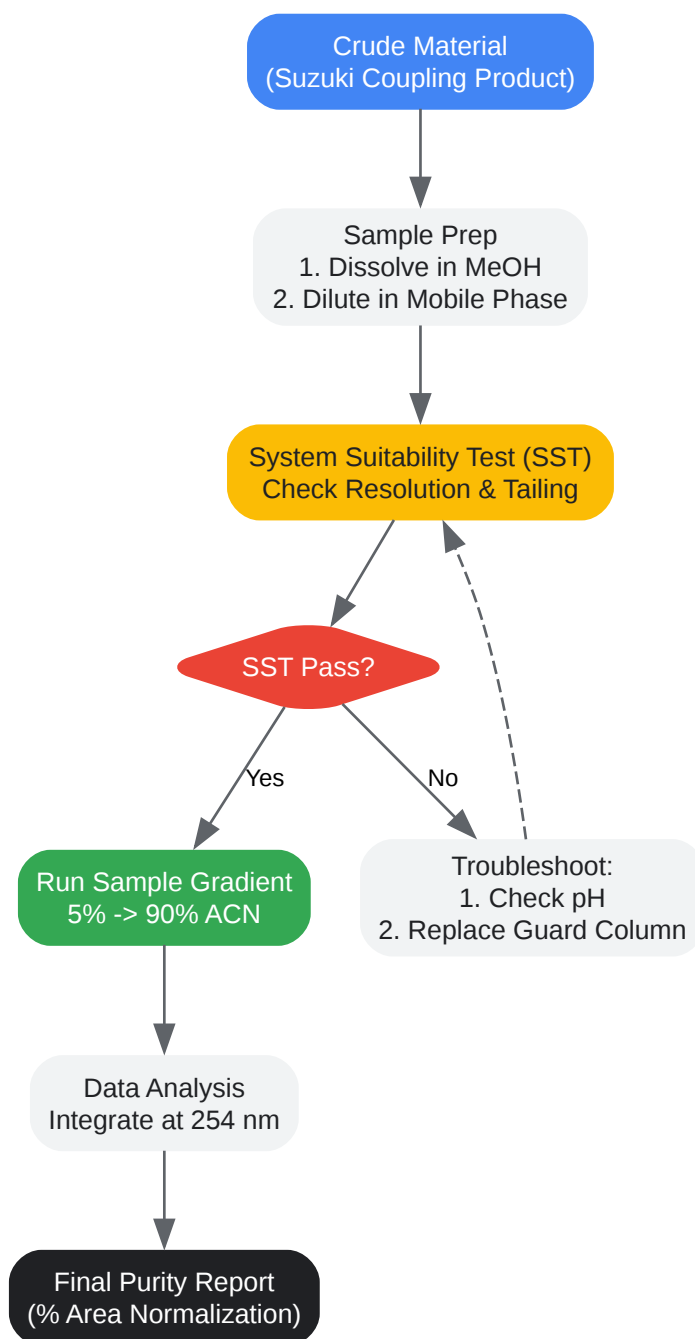 Crude Material
(Suzuki Coupling Product)
Sample Prep
1. Dissolve in MeOH
2. Dilute in Mobile Phase
System Suitability Test (SST)
Check Resolution & Tailing
SST Pass?
Yes
No
Run Sample Gradient
5% -> 90% ACN
Troubleshoot:
1. Check pH
2. Replace Guard Column
Data Analysis
Integrate at 254 nm
Final Purity Report
(% Area Normalization)